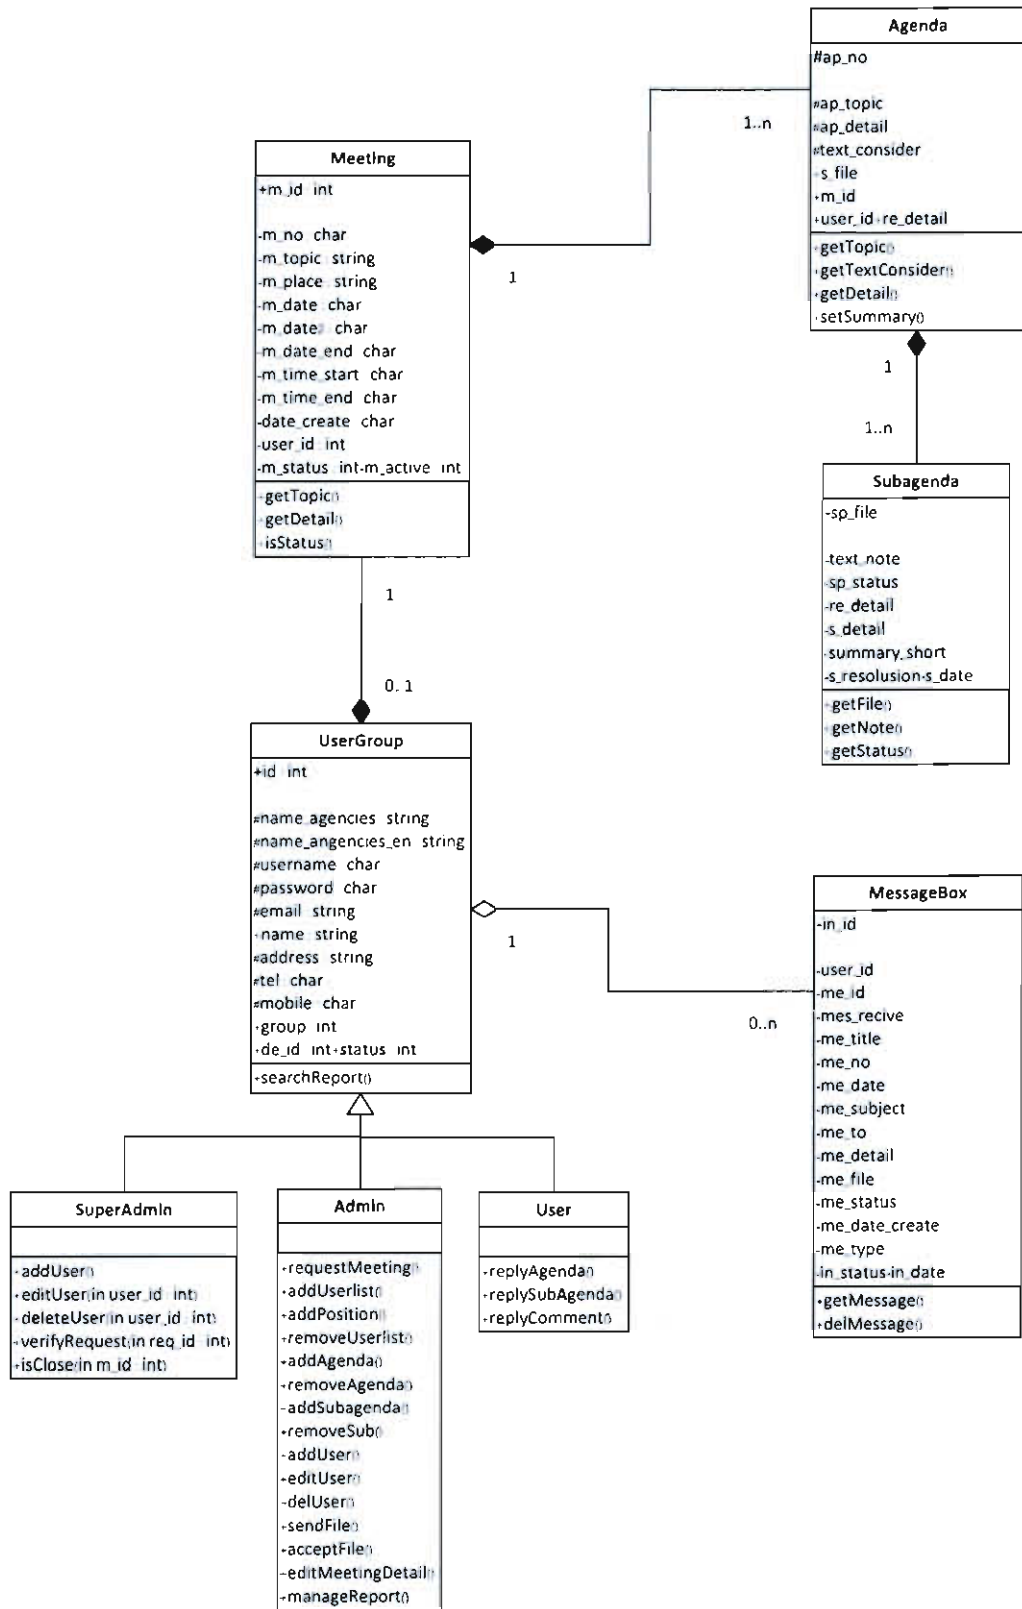 Agenda
#ap_no
#ap_topic
#ap_detail
#text_consider
-s_file
+m_id
+user_id+re_detail
+getTopic()
+getTextConsider()
+getDetail()
+setSummary()
1..n
Meeting
+m_id int
-m_no char
-m_topic string
-m_place string
-m_date char
-m_date char
-m_date_end char
-m_time_start char
-m_time_end char
-date_create char
-user_id int
-m_status int-m_active int
+getTopic()
+getDetail()
+isStatus()
1
1
1..n
Subagenda
-sp_file
-text_note
-sp_status
-re_detail
-s_detail
-summary_short
-s_resolusion-s_date
+getFile()
+getNote()
+getStatus()
1
0..1
UserGroup
+id int
#name_agencies string
#name_angencies_en string
#username char
#password char
#email string
+name string
#address string
#tel char
#mobile char
+group int
+de_id int+status int
+searchReport()
1
0..n
MessageBox
-in_id
-user_id
-me_id
-mes_recive
-me_title
-me_no
-me_date
-me_subject
-me_to
-me_detail
-me_file
-me_status
-me_date_create
-me_type
-in_status-in_date
+getMessage()
+delMessage()
SuperAdmin
+addUser()
+editUser(in user_id int)
+deleteUser(in user_id int)
+verifyRequest(in req_id int)
+isClose(in m_id int)
Admin
+requestMeeting()
+addUserlist()
+addPosition()
+removeUserlist()
+addAgenda()
+removeAgenda()
-addSubagenda()
+removeSub()
-addUser()
+editUser()
-delUser()
+sendFile()
+acceptFile()
-editMeetingDetail()
+manageReport()
User
+replyAgenda()
+replySubAgenda()
+replyComment()